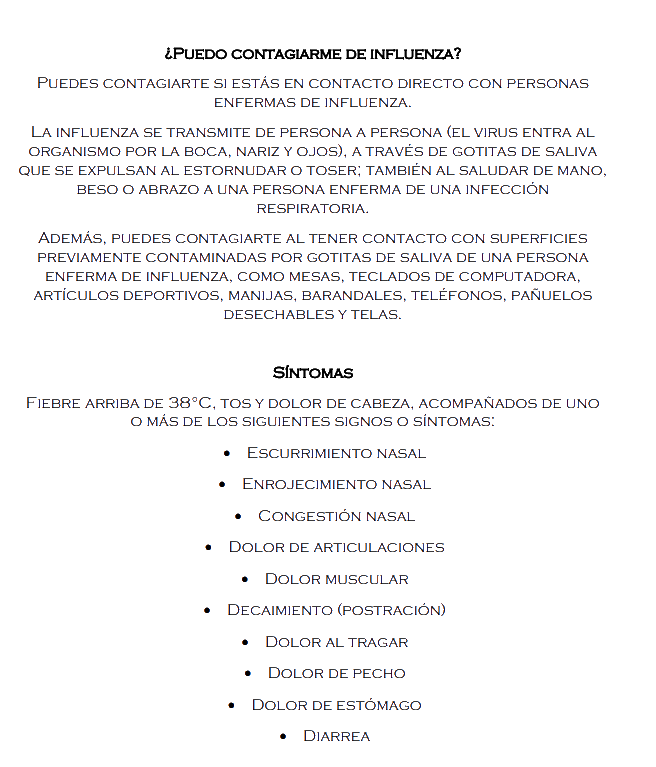 ¿Puedo contagiarme de influenza?
Puedes contagiarte si estás en contacto directo con personas
enfermas de influenza.
La influenza se transmite de persona a persona (el virus entra al
organismo por la boca, nariz y ojos), a través de gotitas de saliva
que se expulsan al estornudar o toser; también al saludar de mano,
beso o abrazo a una persona enferma de una infección
respiratoria.
Además, puedes contagiarte al tener contacto con superficies
previamente contaminadas por gotitas de saliva de una persona
enferma de influenza, como mesas, teclados de computadora,
artículos deportivos, manijas, barandales, teléfonos, pañuelos
desechables y telas.
Síntomas
Fiebre arriba de 38°C, tos y dolor de cabeza, acompañados de uno
o más de los siguientes signos o síntomas:
• Escurrimiento nasal
• Enrojecimiento nasal
• Congestión nasal
• Dolor de articulaciones
• Dolor muscular
• Decaimiento (postración)
• Dolor al tragar
• Dolor de pecho
• Dolor de estómago
• Diarrea